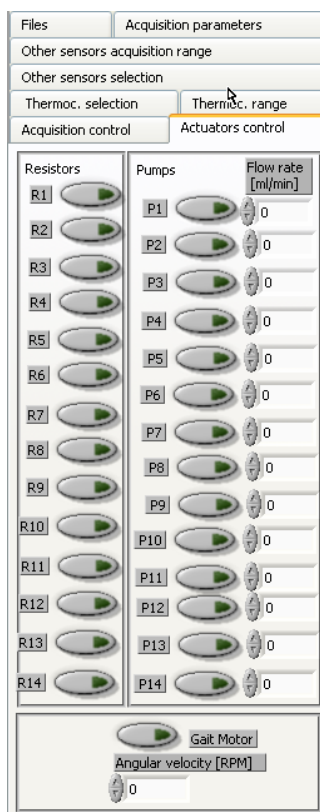 Files Acquisition parameters
Other sensors acquisition range
Other sensors selection
Thermoc. selection Thermoc. range
Acquisition control Actuators control
Resistors Pumps Flow rate
[ml/min]
R1 P1 0
R2 P2 0
R3 P3 0
R4 P4 0
R5 P5 0
R6 P6 0
R7 P7 0
R8 P8 0
R9 P9 0
R10 P10 0
R11 P11 0
R12 P12 0
R13 P13 0
R14 P14 0
Gait Motor
Angular velocity [RPM]
0